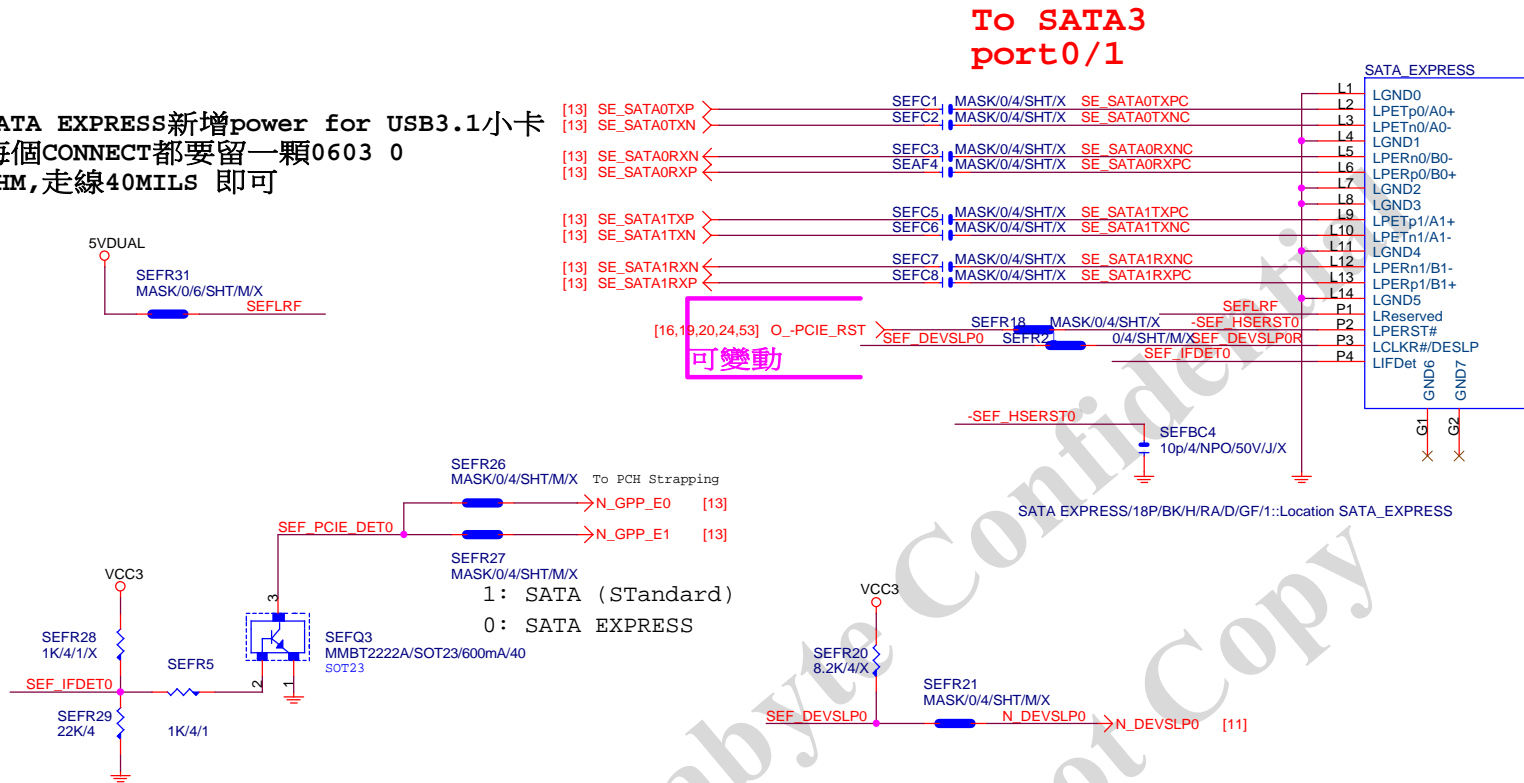 To SATA3
port0/1
ATA EXPRESS新增power for USB3.1小卡
每個CONNECT都要留一顆0603 0
HM,走線40MILS 即可
5VDUAL
SEFR31
MASK/0/6/SHT/M/X
SEFLRF
[13] SE_SATA0TXP SEFC1 MASK/0/4/SHT/X SE_SATA0TXPC
[13] SE_SATA0TXN SEFC2 MASK/0/4/SHT/X SE_SATA0TXNC
[13] SE_SATA0RXN SEFC3 MASK/0/4/SHT/X SE_SATA0RXNC
[13] SE_SATA0RXP SEAF4 MASK/0/4/SHT/X SE_SATA0RXPC
[13] SE_SATA1TXP SEFC5 MASK/0/4/SHT/X SE_SATA1TXPC
[13] SE_SATA1TXN SEFC6 MASK/0/4/SHT/X SE_SATA1TXNC
[13] SE_SATA1RXN SEFC7 MASK/0/4/SHT/X SE_SATA1RXNC
[13] SE_SATA1RXP SEFC8 MASK/0/4/SHT/X SE_SATA1RXPC
SEFLRF
[16,19,20,24,53] O_-PCIE_RST SEFR18 MASK/0/4/SHT/X -SEF_HSERST0
SEF_DEVSLP0 SEFR2 0/4/SHT/M/X SEF_DEVSLP0R
SEF_IFDET0
可變動
SATA_EXPRESS
L1 LGND0
L2 LPETp0/A0+
L3 LPETn0/A0-
L4 LGND1
L5 LPERn0/B0-
L6 LPERp0/B0+
L7 LGND2
L8 LGND3
L9 LPETp1/A1+
L10 LPETn1/A1-
L11 LGND4
L12 LPERn1/B1-
L13 LPERp1/B1+
L14 LGND5
P1 LReserved
P2 LPERST#
P3 LCLKR#/DESLP
P4 LIFDet
GND6
GND7
G1
G2
-SEF_HSERST0
SEFBC4
10p/4/NPO/50V/J/X
SATA EXPRESS/18P/BK/H/RA/D/GF/1::Location SATA_EXPRESS
SEFR26
MASK/0/4/SHT/M/X To PCH Strapping
N_GPP_E0 [13]
SEF_PCIE_DET0
N_GPP_E1 [13]
SEFR27
MASK/0/4/SHT/M/X
1: SATA (STandard)
0: SATA EXPRESS
VCC3
SEFR28
1K/4/1/X
SEFR5
1K/4/1
SEF_IFDET0
SEFR29
22K/4
3
2
1
SEFQ3
MMBT2222A/SOT23/600mA/40
SOT23
VCC3
SEFR20
8.2K/4/X
SEFR21
MASK/0/4/SHT/M/X
SEF_DEVSLP0
N_DEVSLP0
N_DEVSLP0 [11]
abyte Confidential
ot Copy